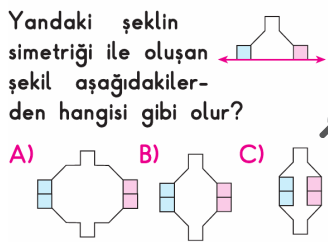 Yandaki şeklin
simetriği ile oluşan
şekil aşağıdakiler-
den hangisi gibi olur?
A) B) C)